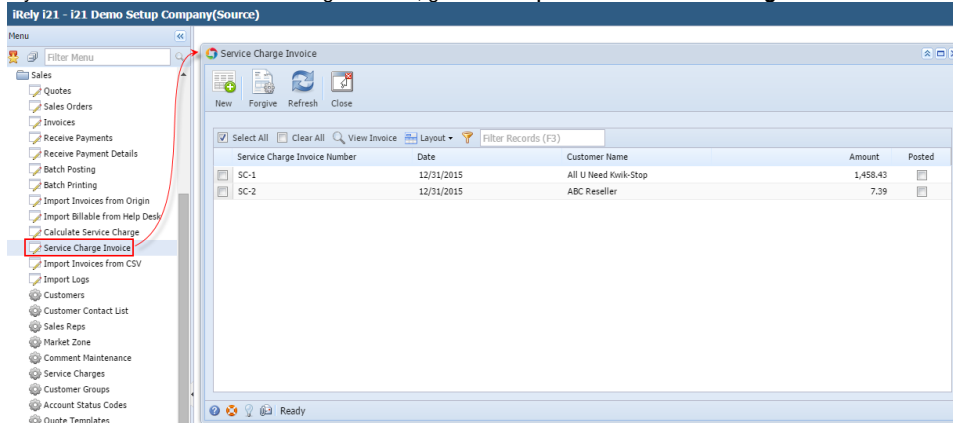 iRely i21 - i21 Demo Setup Company(Source)
Menu
Filter Menu
Sales
Quotes
Sales Orders
Invoices
Receive Payments
Receive Payment Details
Batch Posting
Batch Printing
Import Invoices from Origin
Import Billable from Help Desk
Calculate Service Charge
Service Charge Invoice
Import Invoices from CSV
Import Logs
Customers
Customer Contact List
Sales Reps
Market Zone
Comment Maintenance
Service Charges
Customer Groups
Account Status Codes
Quote Templates
Service Charge Invoice
New Forgive Refresh Close
Select All Clear All View Invoice Layout Filter Records (F3)
Service Charge Invoice Number Date Customer Name Amount Posted
SC-1 12/31/2015 All U Need Kwik-Stop 1,458.43
SC-2 12/31/2015 ABC Reseller 7.39
Ready